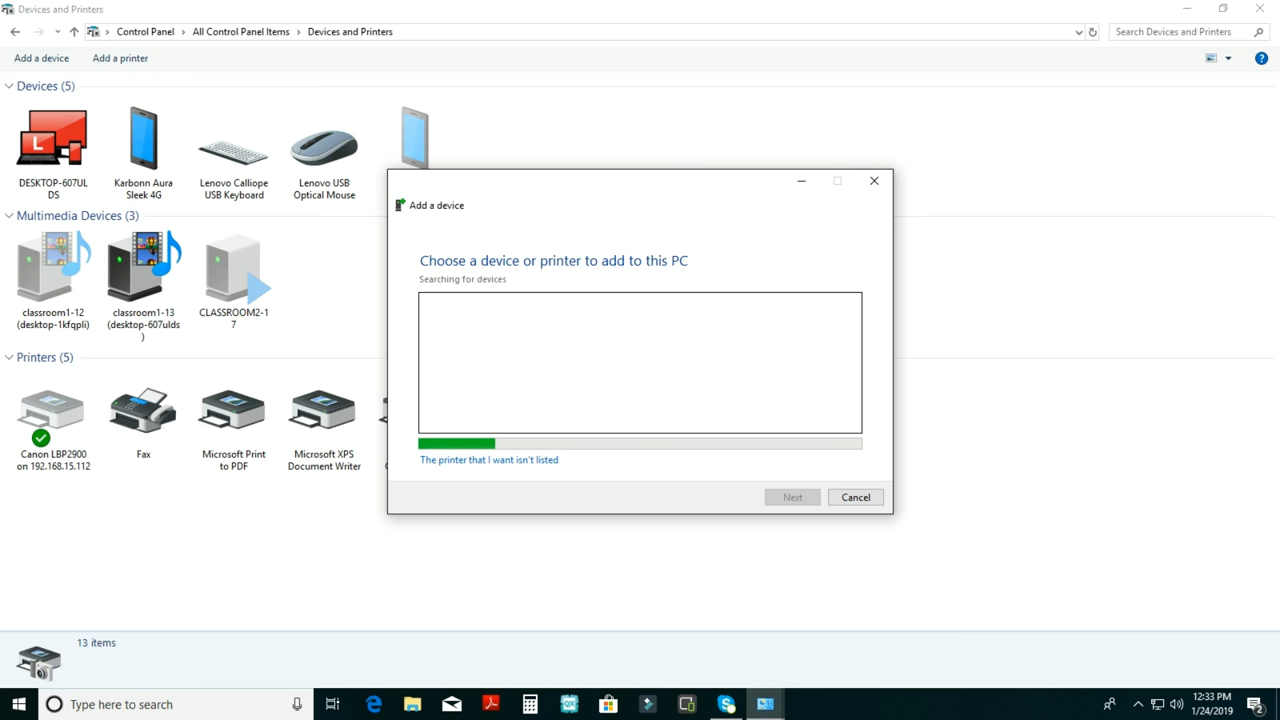 Devices and Printers
Control Panel > All Control Panel Items > Devices and Printers
Search Devices and Printers
Add a device
Add a printer
Devices (5)
DESKTOP-607UL
DS
Karbonn Aura
Sleek 4G
Lenovo Calliope
USB Keyboard
Lenovo USB
Optical Mouse
Multimedia Devices (3)
classroom1-12
(desktop-1kfqpli)
classroom1-13
(desktop-607ulds
)
CLASSROOM2-1
7
Printers (5)
Canon LBP2900
on 192.168.15.112
Fax
Microsoft Print
to PDF
Microsoft XPS
Document Writer
Add a device
Choose a device or printer to add to this PC
Searching for devices
The printer that I want isn't listed
Next
Cancel
13 items
Type here to search
12:33 PM
1/24/2019
2